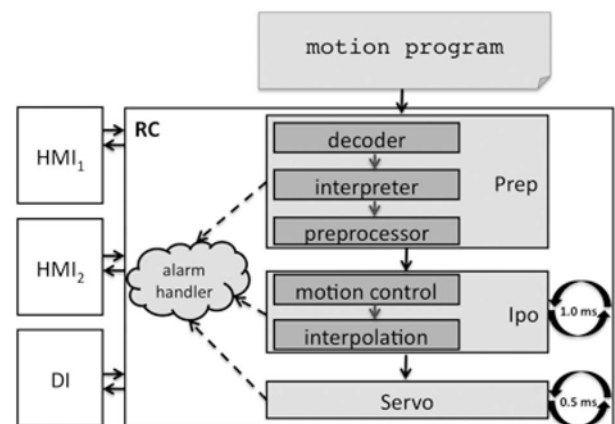 motion program
RC
HMI₁
HMI₂
DI
decoder
interpreter
preprocessor
Prep
alarm
handler
motion control
interpolation
Ipo
1.0 ms
Servo
0.5 ms